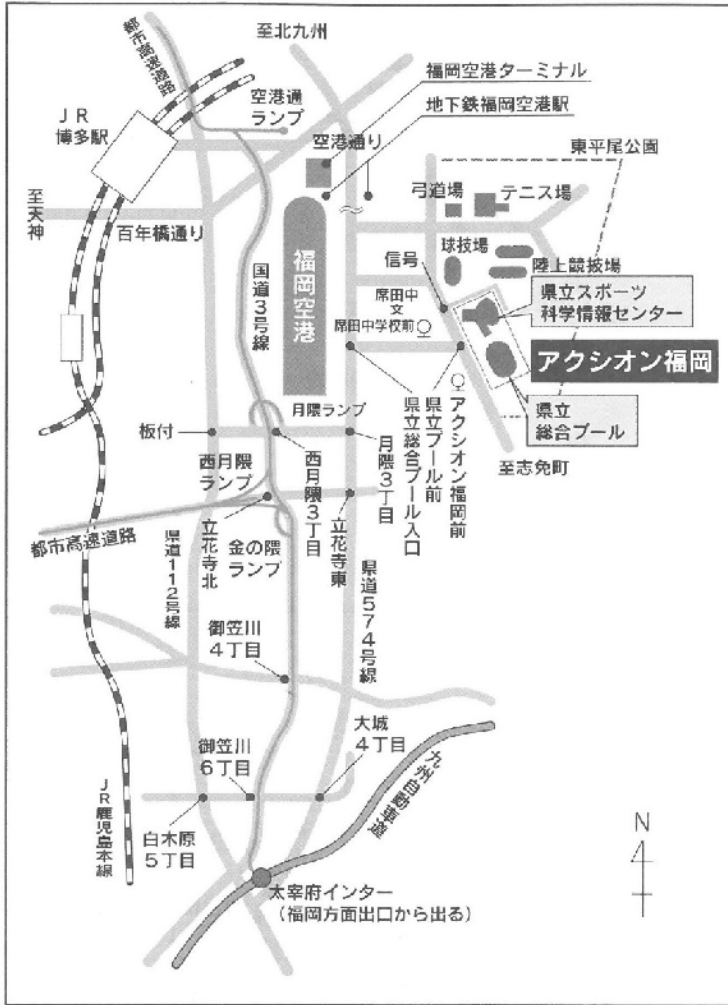 都市高速道路
至北九州
福岡空港ターミナル
地下鉄福岡空港駅
空港通
ランプ
ＪＲ
博多駅
空港通り
東平尾公園
弓道場
テニス場
至天神
百年橋通り
球技場
陸上競技場
信号
国道３号線
福岡空港
席田中
文
席田中学校前
県立スポーツ
科学情報センター
アクシオン福岡
県立
総合プール
至志免町
月隈ランプ
板付
西月隈
ランプ
西月隈３丁目
月隈３丁目
県立総合プール入口
県立プール前
アクシオン福岡前
都市高速道路
県道１１２号線
立花寺北
金の隈
ランプ
立花寺東
県道５７４号線
御笠川
４丁目
大城
４丁目
御笠川
６丁目
九州自動車道
ＪＲ鹿児島本線
白木原
５丁目
N
太宰府インター
（福岡方面出口から出る）